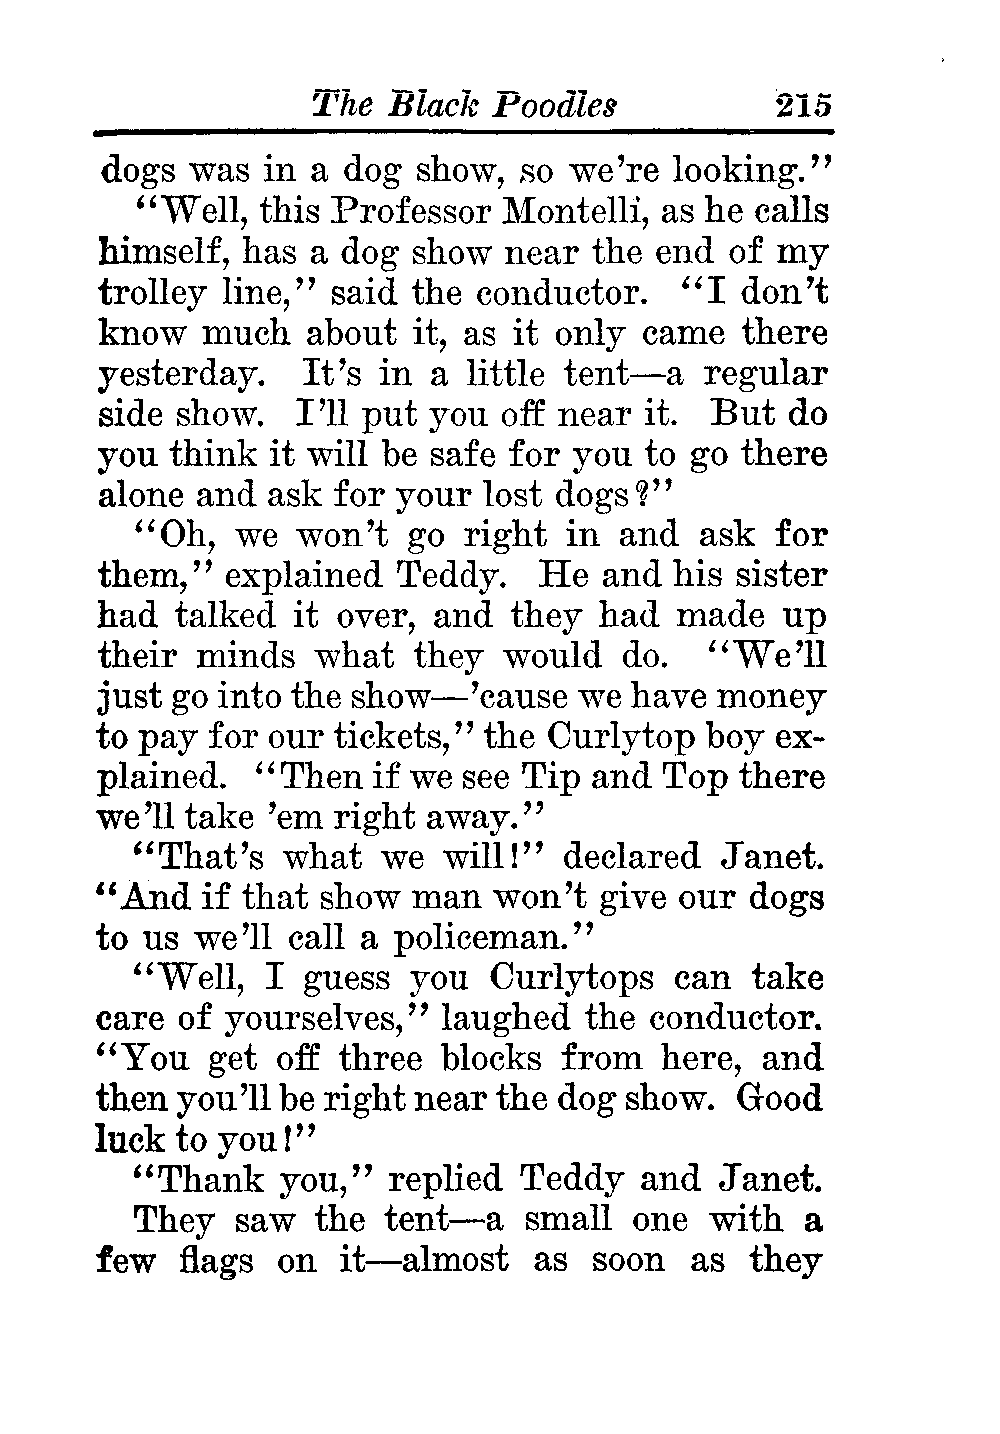 The Black Poodles 215
dogs was in a dog show, so we're looking."
"Well, this Professor Montelli, as he calls
himself, has a dog show near the end of my
trolley line," said the conductor. "I don't
know much about it, as it only came there
yesterday. It's in a little tent—a regular
side show. I'll put you off near it. But do
you think it will be safe for you to go there
alone and ask for your lost dogs?"
"Oh, we won't go right in and ask for
them," explained Teddy. He and his sister
had talked it over, and they had made up
their minds what they would do. "We'll
just go into the show—'cause we have money
to pay for our tickets," the Curlytop boy ex-
plained. "Then if we see Tip and Top there
we'll take 'em right away."
"That's what we will!" declared Janet.
"And if that show man won't give our dogs
to us we'll call a policeman."
"Well, I guess you Curlytops can take
care of yourselves," laughed the conductor.
"You get off three blocks from here, and
then you'll be right near the dog show. Good
luck to you!"
"Thank you," replied Teddy and Janet.
They saw the tent—a small one with a
few flags on it—almost as soon as they